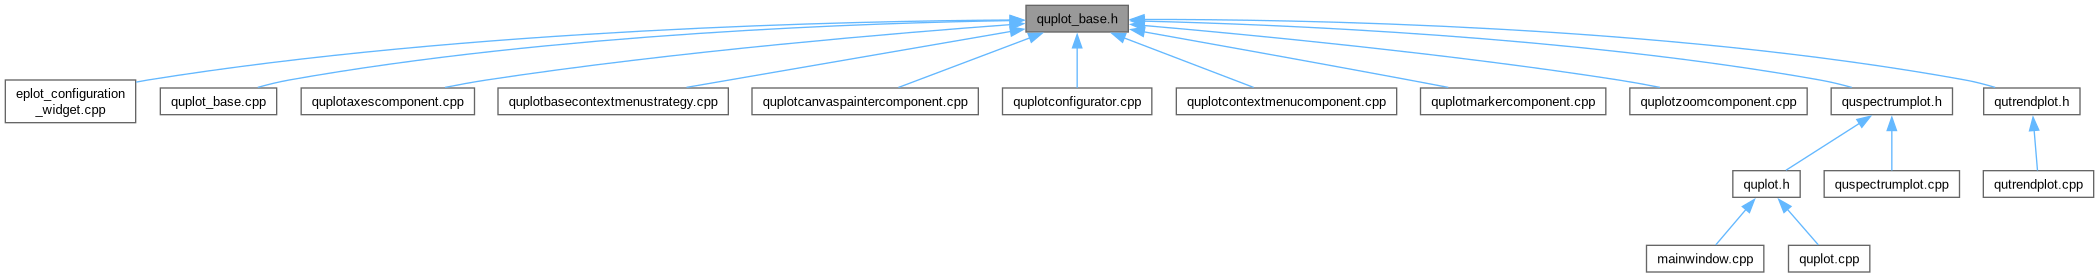 quplot_base.h
eplot_configuration
_widget.cpp
quplot_base.cpp
quplotaxescomponent.cpp
quplotbasecontextmenustrategy.cpp
quplotcanvaspaintercomponent.cpp
quplotconfigurator.cpp
quplotcontextmenucomponent.cpp
quplotmarkercomponent.cpp
quplotzoomcomponent.cpp
quspectrumplot.h
qutrendplot.h
quplot.h
quspectrumplot.cpp
qutrendplot.cpp
mainwindow.cpp
quplot.cpp